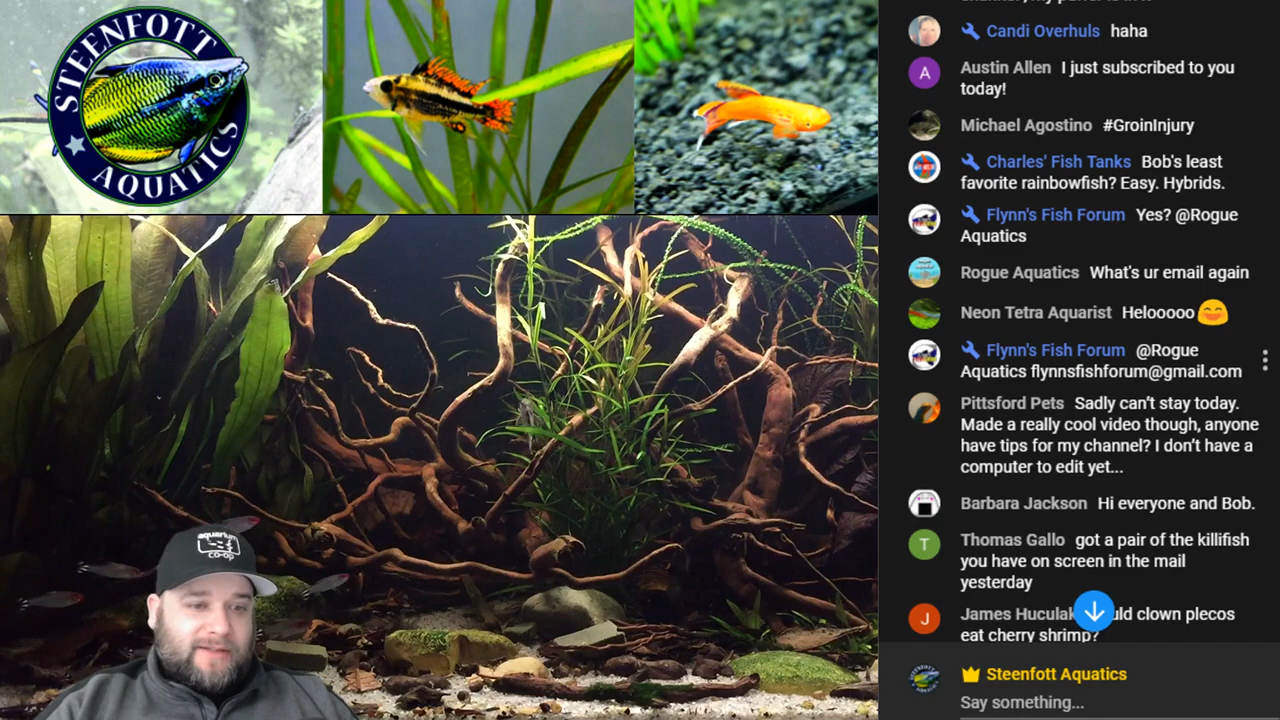 STEENFOTT
AQUATICS
aquarium
co-op
Candi Overhuls haha
Austin Allen I just subscribed to you
today!
Michael Agostino #GroinInjury
Charles' Fish Tanks Bob's least
favorite rainbowfish? Easy. Hybrids.
Flynn's Fish Forum Yes? @Rogue
Aquatics
Rogue Aquatics What's ur email again
Neon Tetra Aquarist Helooooo
Flynn's Fish Forum @Rogue
Aquatics flynnsfishforum@gmail.com
Pittsford Pets Sadly can't stay today.
Made a really cool video though, anyone
have tips for my channel? I don't have a
computer to edit yet...
Barbara Jackson Hi everyone and Bob.
Thomas Gallo got a pair of the killifish
you have on screen in the mail
yesterday
James Huculak clown plecos
eat cherry shrimp?
Steenfott Aquatics
Say something...